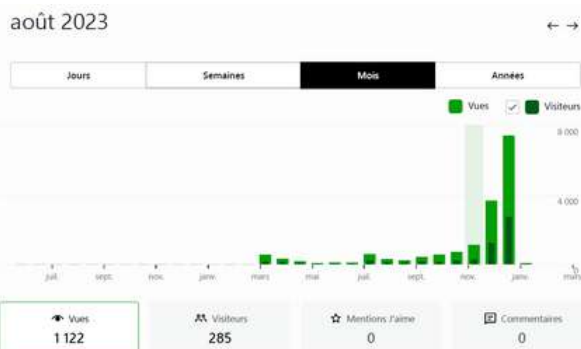 août 2023 ← →
Jours Semaines Mois Années
Vues Visiteurs
8 000
4 000
0
juil. sept. nov. janv. mars mai juil. sept. nov. janv. mars
Vues Visiteurs Mentions J'aime Commentaires
1 122 285 0 0